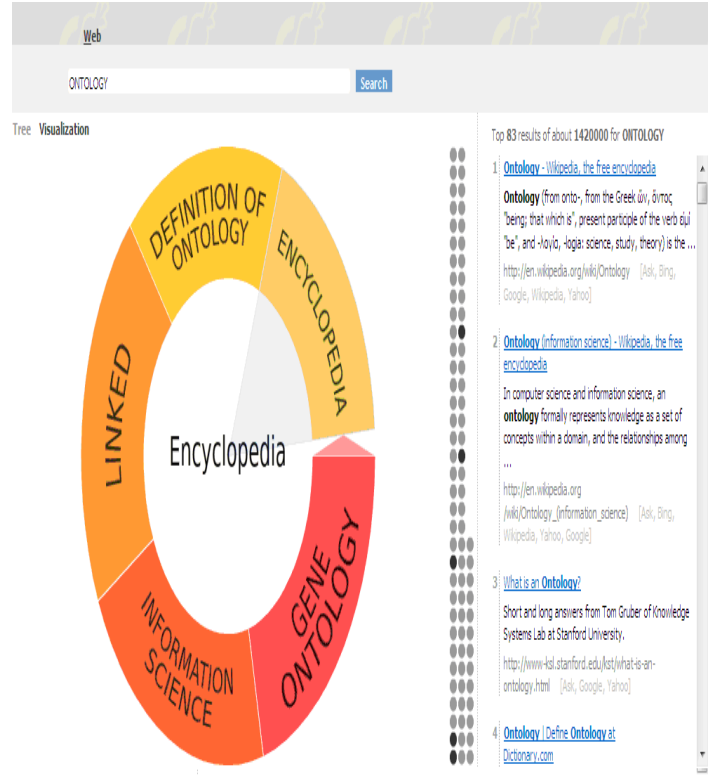 Web
ONTOLOGY
Search
Tree Visualization
DEFINITION OF
ONTOLOGY
ENCYCLOPEDIA
LINKED
Encyclopedia
INFORMATION
SCIENCE
GENE
ONTOLOGY
Top 83 results of about 1420000 for ONTOLOGY
1 Ontology - Wikipedia, the free encyclopedia
Ontology (from onto-, from the Greek ὤν, ὄντος
"being; that which is", present participle of the verb εἰμί
"be", and -λογία, -logia: science, study, theory) is the ...
http://en.wikipedia.org/wiki/Ontology [Ask, Bing,
Google, Wikipedia, Yahoo]
2 Ontology (information science) - Wikipedia, the free
encyclopedia
In computer science and information science, an
ontology formally represents knowledge as a set of
concepts within a domain, and the relationships among
...
http://en.wikipedia.org
/wiki/Ontology_(information_science) [Ask, Bing,
Wikipedia, Yahoo, Google]
3 What is an Ontology?
Short and long answers from Tom Gruber of Knowledge
Systems Lab at Stanford University.
http://www-ksl.stanford.edu/kst/what-is-an-
ontology.html [Ask, Google, Yahoo]
4 Ontology | Define Ontology at
Dictionary.com